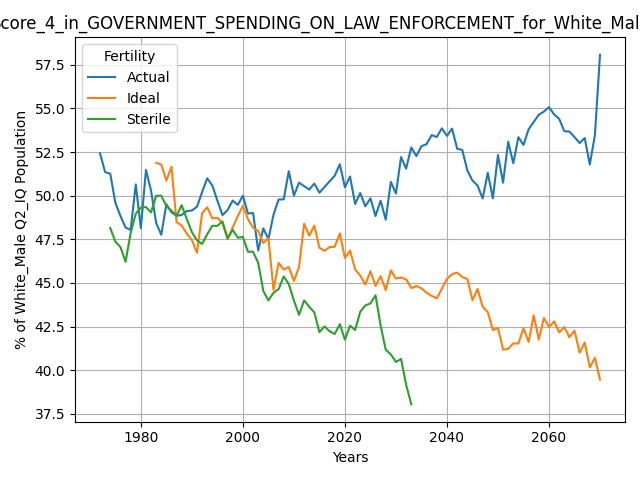 core_4_in_GOVERNMENT_SPENDING_ON_LAW_ENFORCEMENT_for_White_Mal
Fertility
Actual
Ideal
Sterile
% of White_Male Q2_IQ Population
57.5
55.0
52.5
50.0
47.5
45.0
42.5
40.0
37.5
1980
2000
2020
2040
2060
Years